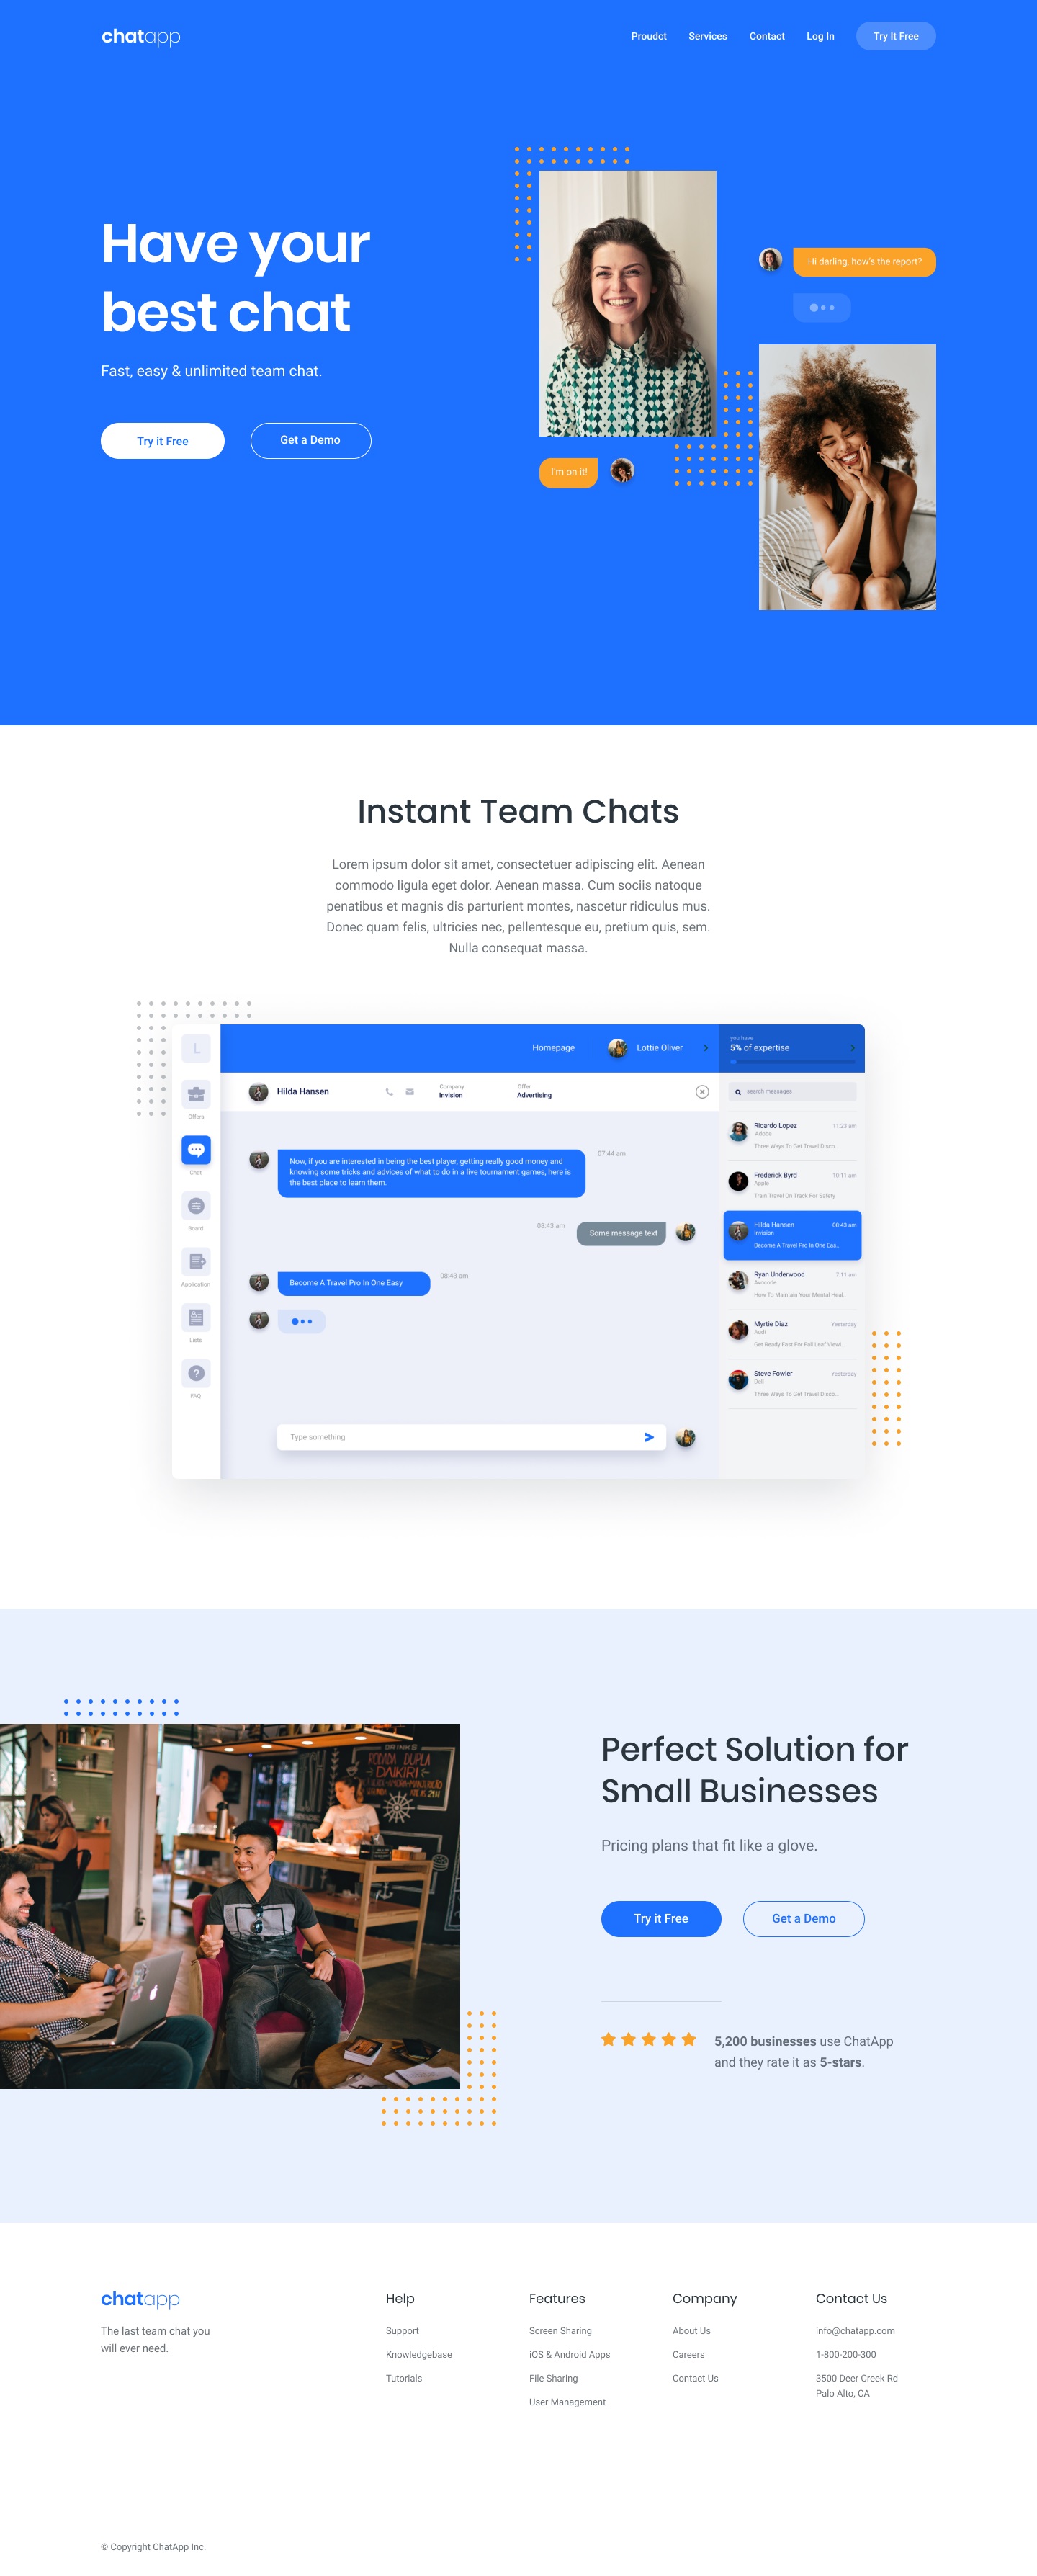 chatapp
Proudct
Services
Contact
Log In
Try It Free
Have your
best chat
Fast, easy & unlimited team chat.
Try it Free
Get a Demo
Hi darling, how's the report?
I'm on it!
Instant Team Chats
Lorem ipsum dolor sit amet, consectetuer adipiscing elit. Aenean
commodo ligula eget dolor. Aenean massa. Cum sociis natoque
penatibus et magnis dis parturient montes, nascetur ridiculus mus.
Donec quam felis, ultricies nec, pellentesque eu, pretium quis, sem.
Nulla consequat massa.
L
Offers
Chat
Board
Application
Lists
FAQ
Homepage
Lottie Oliver
you have
5% of expertise
Hilda Hansen
Company
Invision
Offer
Advertising
search messages
Now, if you are interested in being the best player, getting really good money and
knowing some tricks and advices of what to do in a live tournament games, here is
the best place to learn them.
07:44 am
08:43 am
Some message text
Become A Travel Pro In One Easy
08:43 am
Type something
Ricardo Lopez
11:23 am
Adobe
Three Ways To Get Travel Disco...
Frederick Byrd
10:11 am
Apple
Train Travel On Track For Safety
Hilda Hansen
08:43 am
Invision
Become A Travel Pro In One Eas..
Ryan Underwood
7:11 am
Avocode
How To Maintain Your Mental Heal..
Myrtie Diaz
Yesterday
Audi
Get Ready Fast For Fall Leaf Viewi...
Steve Fowler
Yesterday
Dell
Three Ways To Get Travel Disco...
DRINK'S
DUPLA
DAIKIRI
Perfect Solution for
Small Businesses
Pricing plans that fit like a glove.
Try it Free
Get a Demo
5,200 businesses use ChatApp
and they rate it as 5-stars.
chatapp
The last team chat you
will ever need.
Help
Support
Knowledgebase
Tutorials
Features
Screen Sharing
iOS & Android Apps
File Sharing
User Management
Company
About Us
Careers
Contact Us
Contact Us
info@chatapp.com
1-800-200-300
3500 Deer Creek Rd
Palo Alto, CA
© Copyright ChatApp Inc.